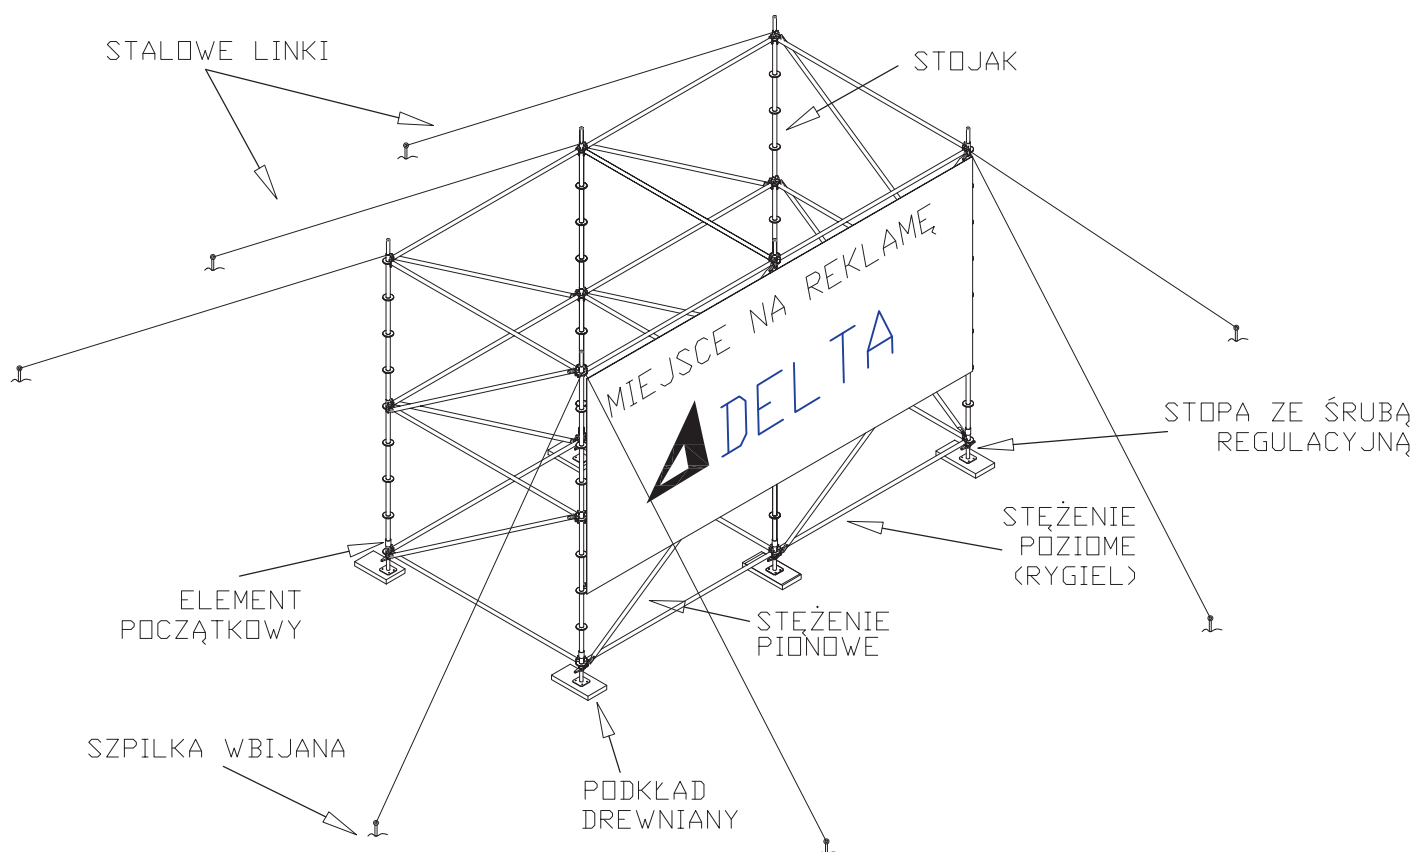 STALOWE LINKI
STOJAK
MIEJSCE NA REKLAMĘ
DELTA
STOPA ZE ŚRUBĄ
REGULACYJNĄ
STĘŻENIE
POZIOME
(RYGIEL)
ELEMENT
POCZĄTKOWY
STĘŻENIE
PIONOWE
SZPILKA WBIJANA
PODKŁAD
DREWNIANY